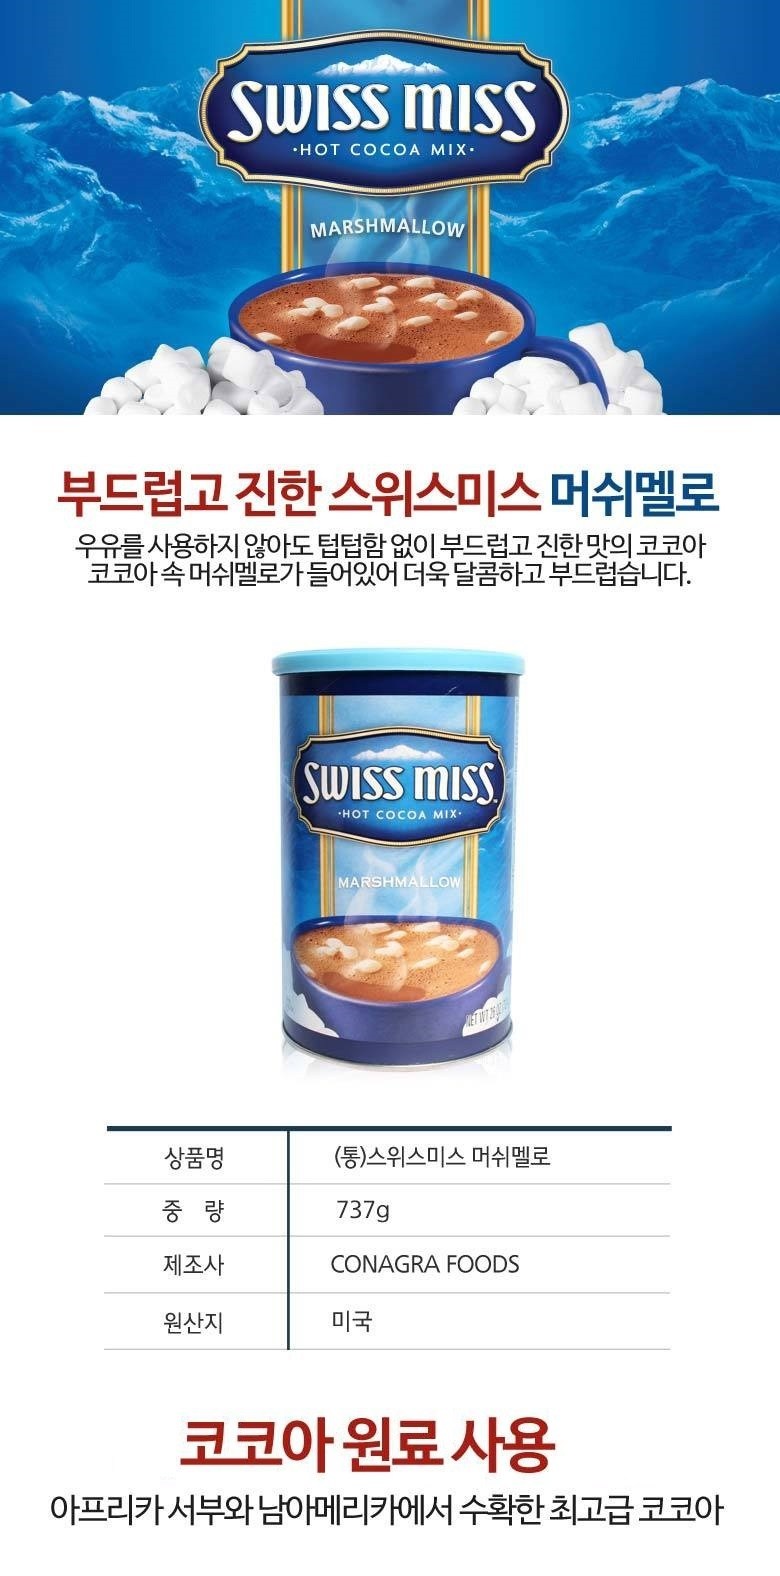 SWISS MISS
·HOT COCOA MIX·
MARSHMALLOW
부드럽고 진한 스위스미스 머쉬멜로
우유를 사용하지 않아도 텁텁함 없이 부드럽고 진한 맛의 코코아
코코아 속 머쉬멜로가 들어있어 더욱 달콤하고 부드럽습니다.
SWISS MISS
·HOT COCOA MIX·
MARSHMALLOW
NET WT 26
상품명 (통)스위스미스 머쉬멜로
중 량 737g
제조사 CONAGRA FOODS
원산지 미국
코코아 원료 사용
아프리카 서부와 남아메리카에서 수확한 최고급 코코아